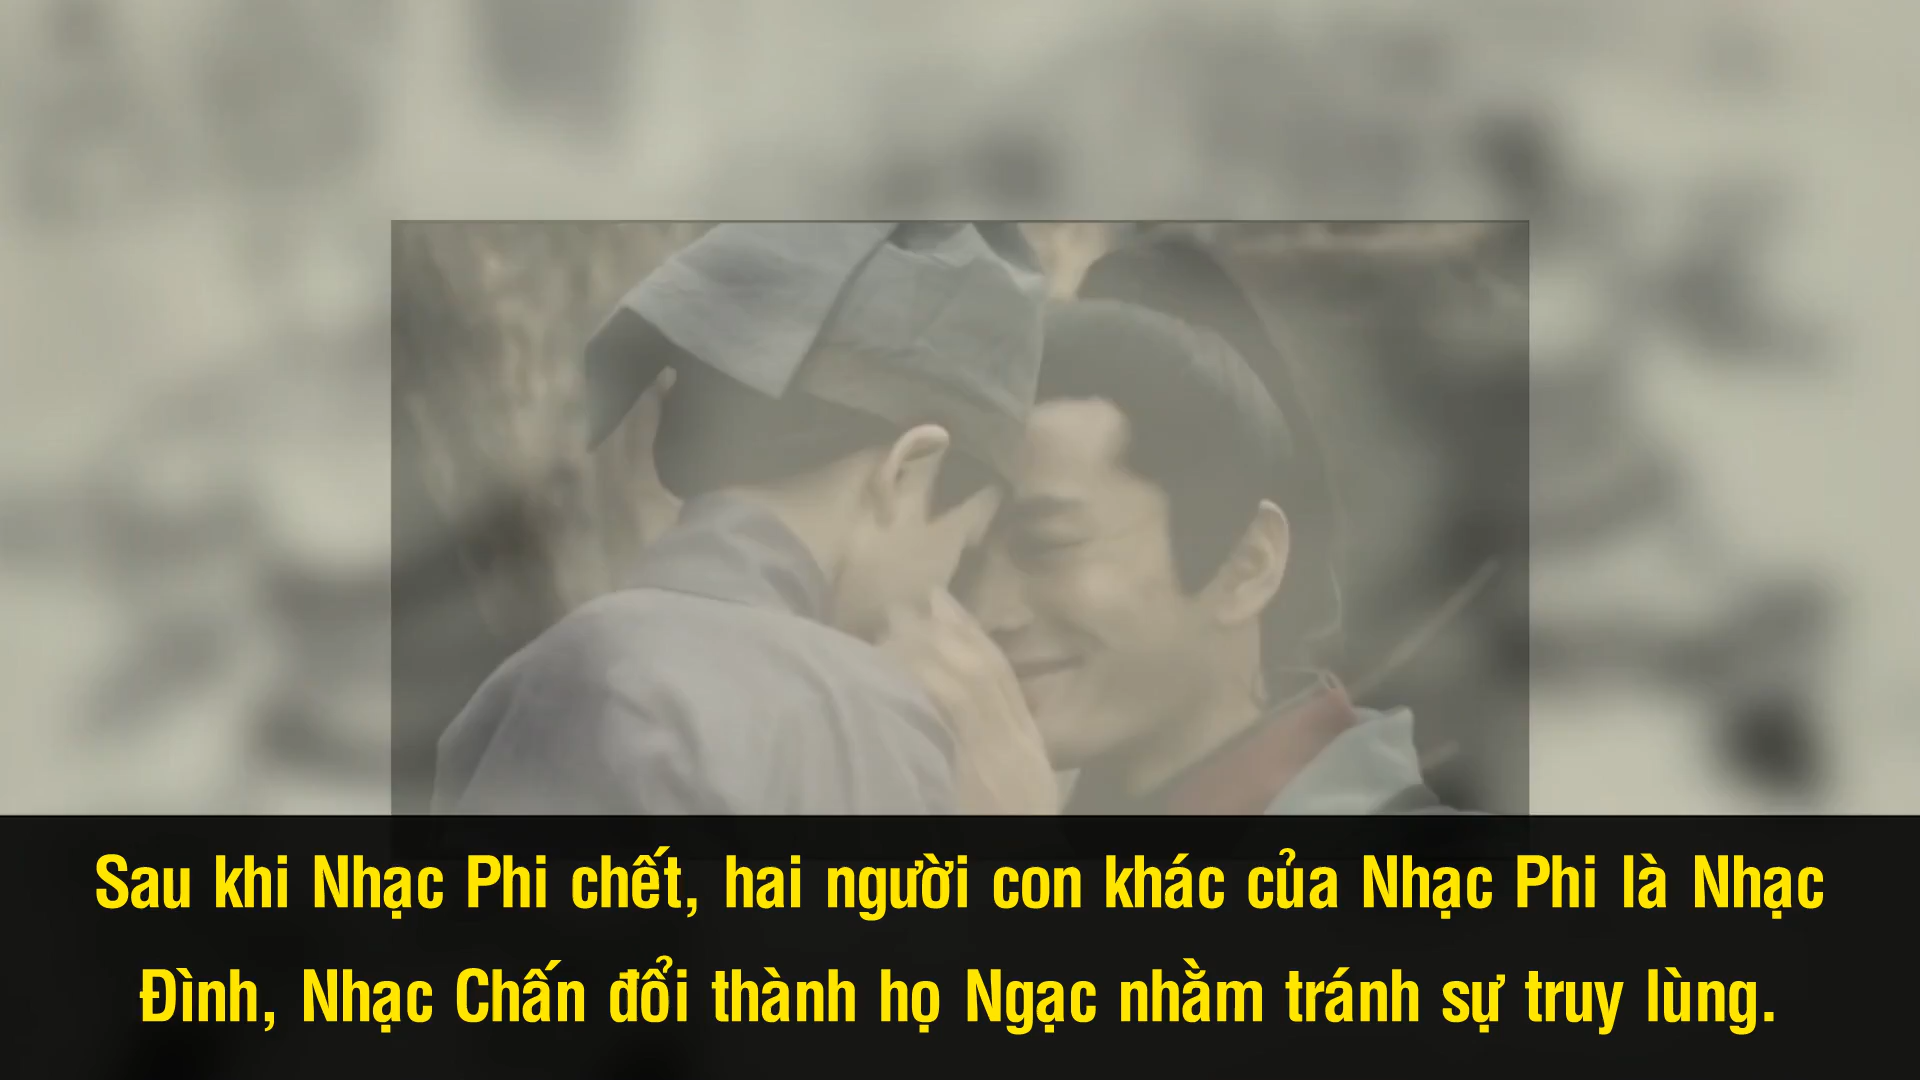 Sau khi Nhạc Phi chết, hai người con khác của Nhạc Phi là Nhạc
Đình, Nhạc Chấn đổi thành họ Ngạc nhằm tránh sự truy lùng.